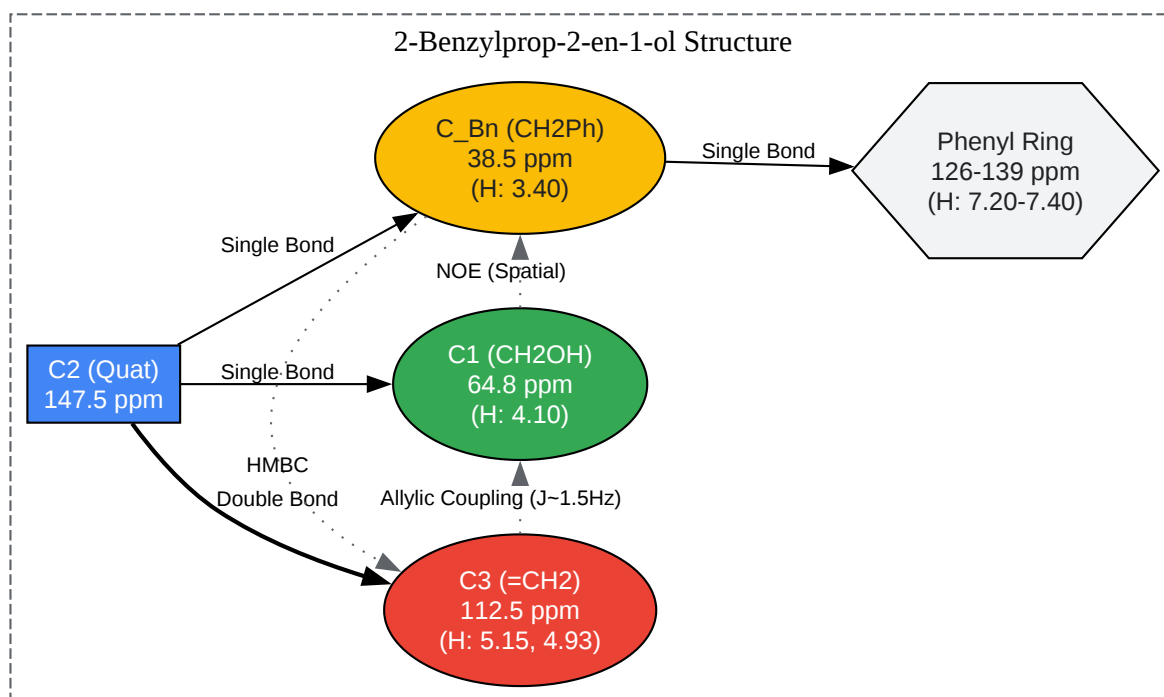 2-Benzylprop-2-en-1-ol Structure
C_Bn (CH2Ph)
38.5 ppm
(H: 3.40)
Single Bond
Phenyl Ring
126-139 ppm
(H: 7.20-7.40)
Single Bond
NOE (Spatial)
C2 (Quat)
147.5 ppm
Single Bond
C1 (CH2OH)
64.8 ppm
(H: 4.10)
HMBC
Double Bond
Allylic Coupling (J~1.5Hz)
C3 (=CH2)
112.5 ppm
(H: 5.15, 4.93)